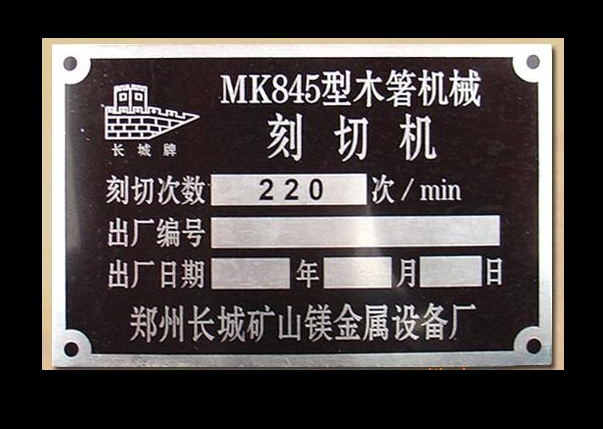 MK845型木箸机械
刻切机
长城牌
刻切次数 220 次/min
出厂编号
出厂日期 年 月 日
郑州长城矿山镁金属设备厂